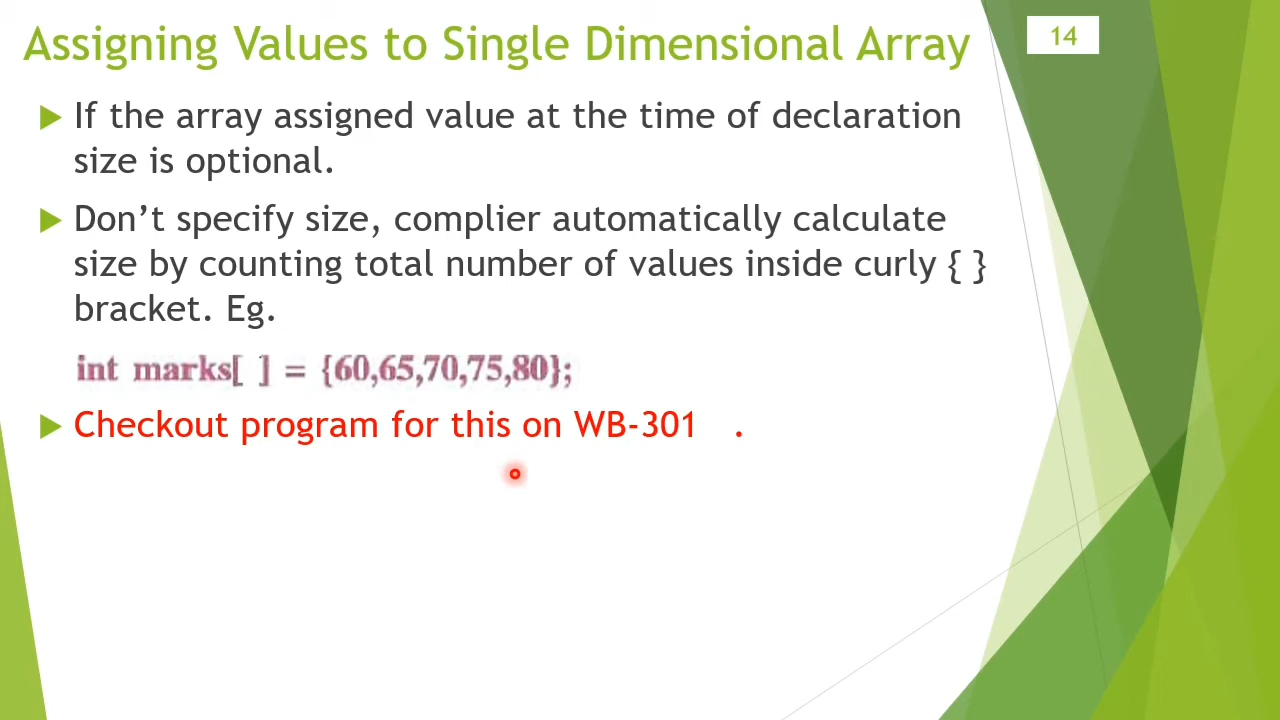 Assigning Values to Single Dimensional Array
14
If the array assigned value at the time of declaration
size is optional.
Don’t specify size, complier automatically calculate
size by counting total number of values inside curly { }
bracket. Eg.
int marks[ ] = {60,65,70,75,80};
Checkout program for this on WB-301 .